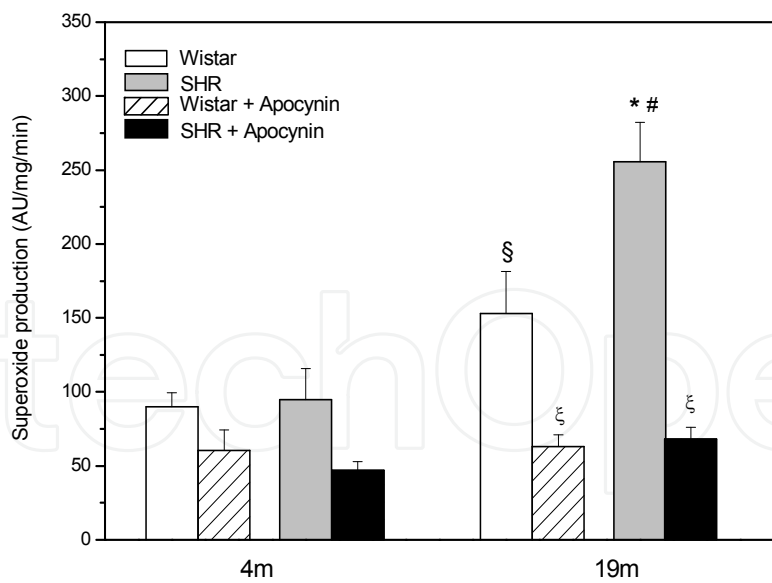 350
300
250
200
150
100
50
0
Superoxide production (AU/mg/min)
Wistar
SHR
Wistar + Apocynin
SHR + Apocynin
* #
§
ξ
ξ
techOpe
4m
19m